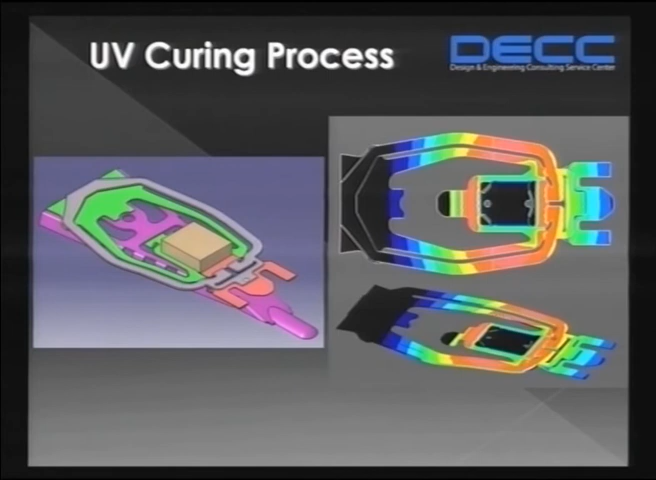 UV Curing Process
DECC
Design & Engineering Consulting Service Center